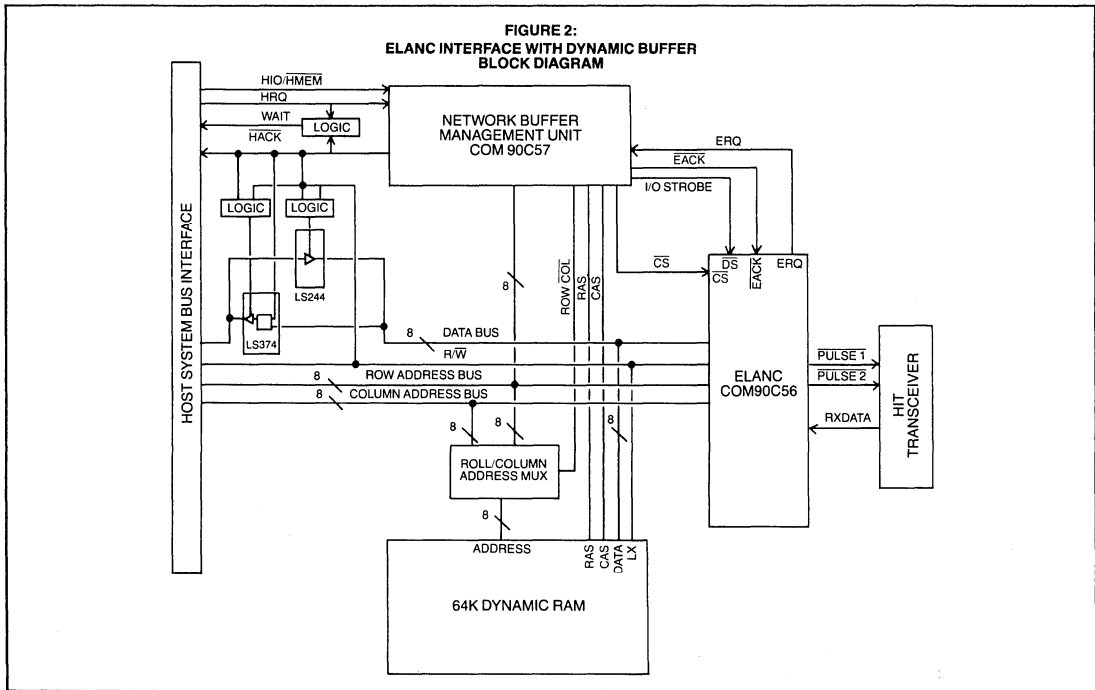 FIGURE 2:
ELANC INTERFACE WITH DYNAMIC BUFFER
BLOCK DIAGRAM
HOST SYSTEM BUS INTERFACE
HIO/HMEM
HRQ
WAIT
HACK
LOGIC
NETWORK BUFFER
MANAGEMENT UNIT
COM 90C57
ERQ
EACK
I/O STROBE
LOGIC
LOGIC
LS244
LS374
8
ROW COL
RAS
CAS
CS
DS
CS
EACK
ERQ
8
DATA BUS
R/W
8
ROW ADDRESS BUS
8
COLUMN ADDRESS BUS
ELANC
COM90C56
PULSE 1
PULSE 2
RXDATA
HIT
TRANSCEIVER
8
8
8
ROLL/COLUMN
ADDRESS MUX
8
ADDRESS
RAS
CAS
DATA
LX
64K DYNAMIC RAM